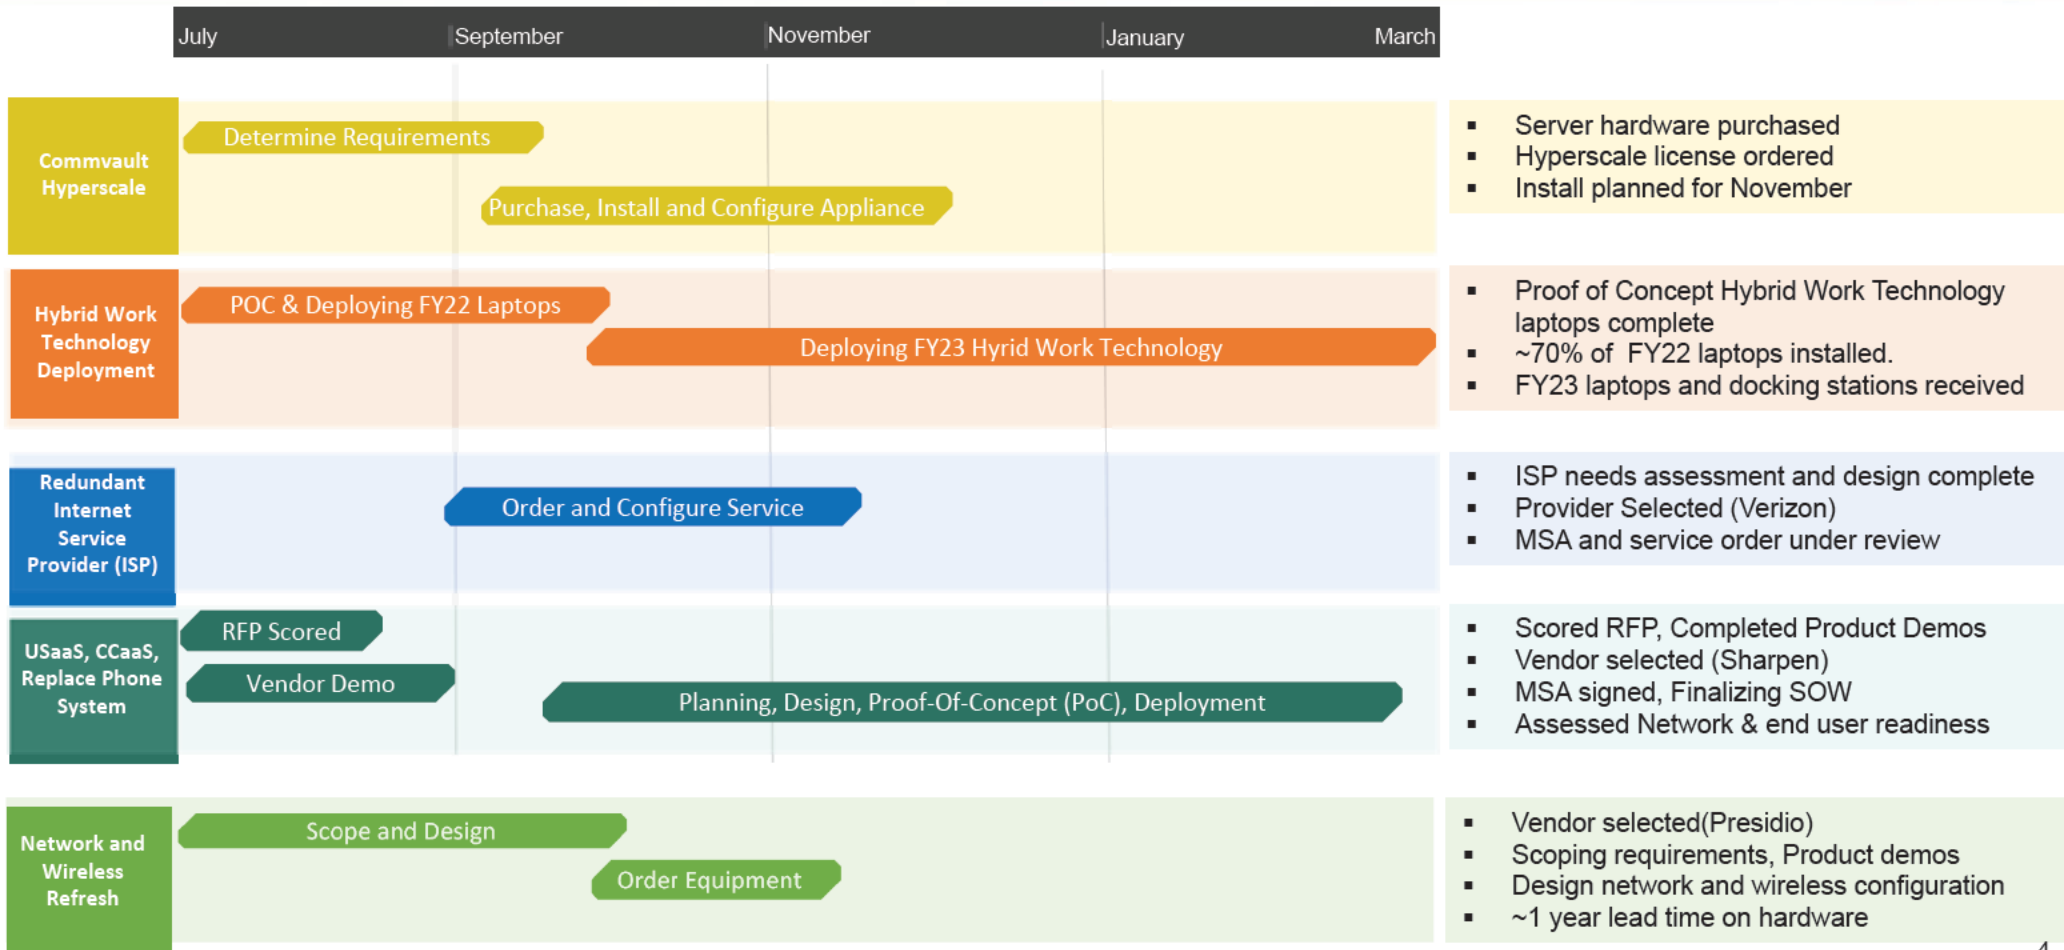 July
September
November
January
March
Commvault
Hyperscale
Determine Requirements
Purchase, Install and Configure Appliance
▪ Server hardware purchased
▪ Hyperscale license ordered
▪ Install planned for November
Hybrid Work
Technology
Deployment
POC & Deploying FY22 Laptops
Deploying FY23 Hyrid Work Technology
▪ Proof of Concept Hybrid Work Technology
laptops complete
▪ ~70% of FY22 laptops installed.
▪ FY23 laptops and docking stations received
Redundant
Internet
Service
Provider (ISP)
Order and Configure Service
▪ ISP needs assessment and design complete
▪ Provider Selected (Verizon)
▪ MSA and service order under review
USaaS, CCaaS,
Replace Phone
System
RFP Scored
Vendor Demo
Planning, Design, Proof-Of-Concept (PoC), Deployment
▪ Scored RFP, Completed Product Demos
▪ Vendor selected (Sharpen)
▪ MSA signed, Finalizing SOW
▪ Assessed Network & end user readiness
Network and
Wireless
Refresh
Scope and Design
Order Equipment
▪ Vendor selected(Presidio)
▪ Scoping requirements, Product demos
▪ Design network and wireless configuration
▪ ~1 year lead time on hardware